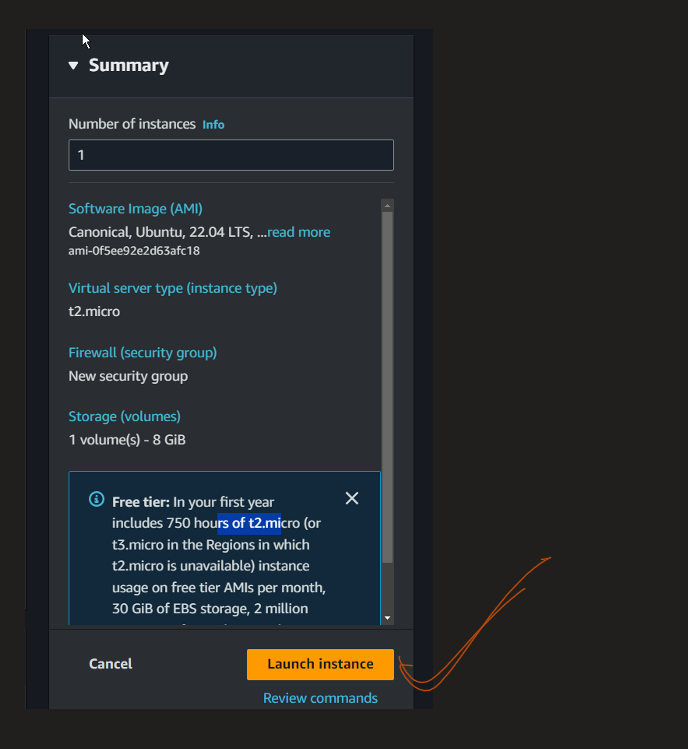 Summary
Number of instances Info
1
Software Image (AMI)
Canonical, Ubuntu, 22.04 LTS, ...read more
ami-0f5ee92e2d63afc18
Virtual server type (instance type)
t2.micro
Firewall (security group)
New security group
Storage (volumes)
1 volume(s) - 8 GiB
Free tier: In your first year
includes 750 hours of t2.micro (or
t3.micro in the Regions in which
t2.micro is unavailable) instance
usage on free tier AMIs per month,
30 GiB of EBS storage, 2 million
Cancel
Launch instance
Review commands